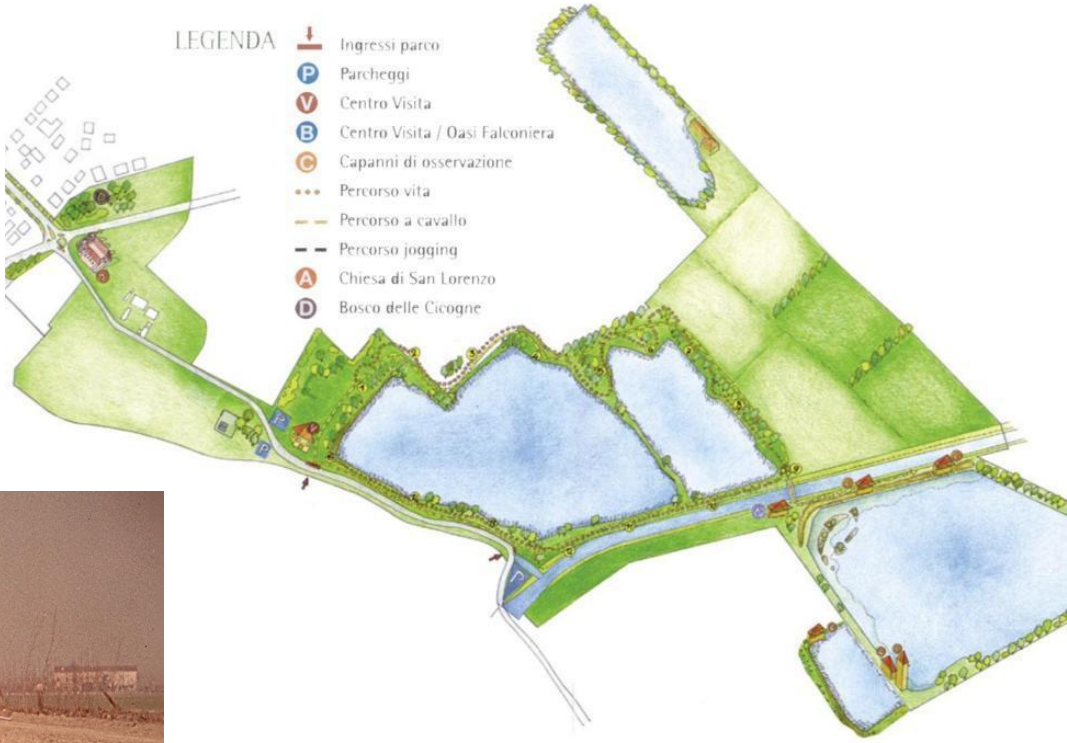 LEGENDA
Ingressi parco
P Parcheggi
V Centro Visita
B Centro Visita / Oasi Falconiera
C Capanni di osservazione
Percorso vita
Percorso a cavallo
Percorso jogging
A Chiesa di San Lorenzo
D Bosco delle Cicogne
P
V
P
P